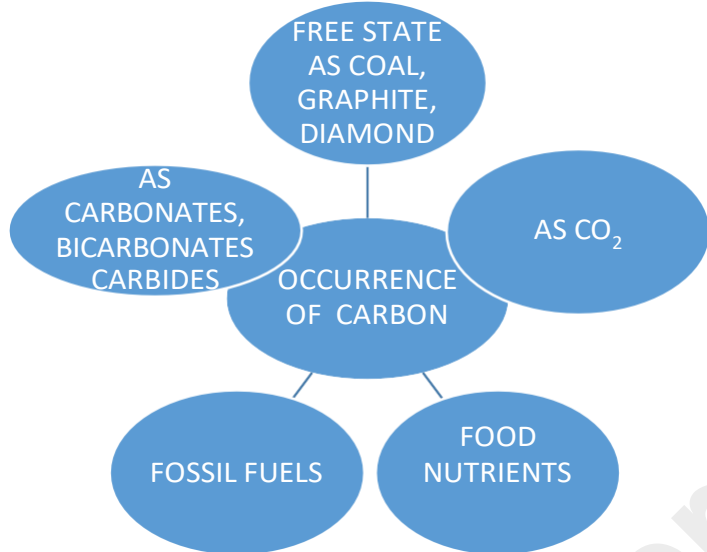 FREE STATE
AS COAL,
GRAPHITE,
DIAMOND
AS
CARBONATES,
BICARBONATES
CARBIDES
AS CO₂
OCCURRENCE
OF CARBON
FOSSIL FUELS
FOOD
NUTRIENTS